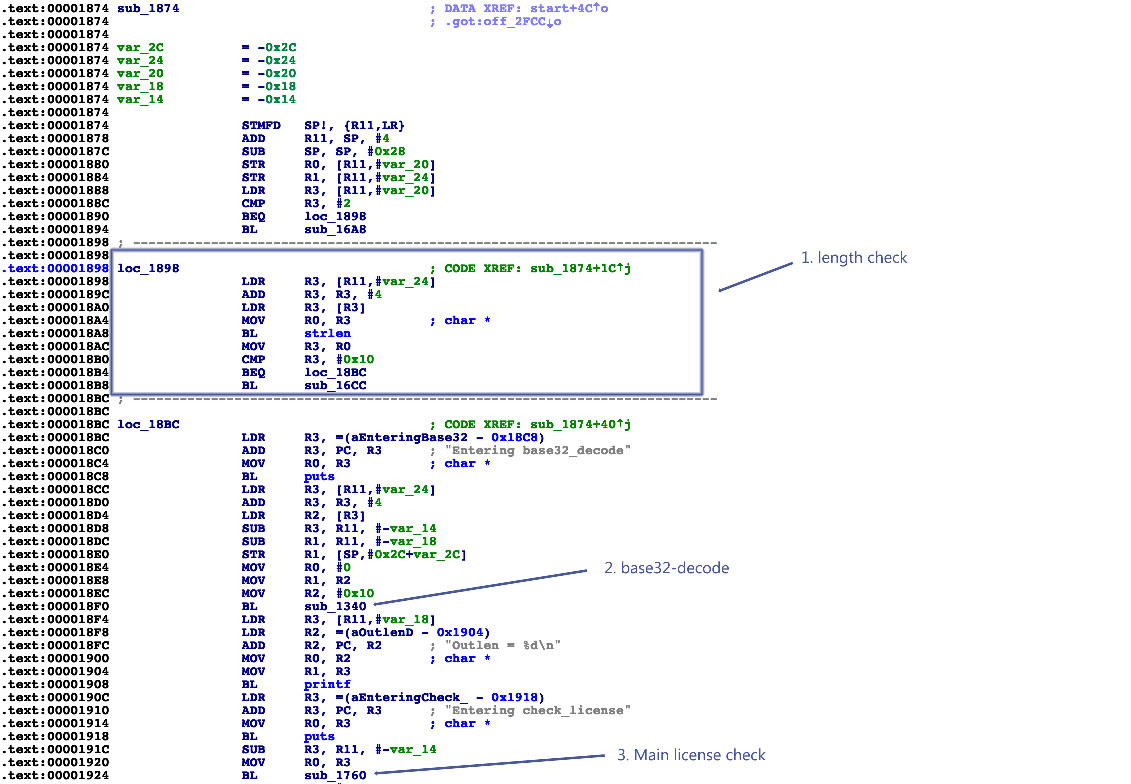 .text:00001874 sub_1874 ; DATA XREF: start+4C↑o
.text:00001874 ; .got:off_2FCC↓o
.text:00001874
.text:00001874 var_2C = -0x2C
.text:00001874 var_24 = -0x24
.text:00001874 var_20 = -0x20
.text:00001874 var_18 = -0x18
.text:00001874 var_14 = -0x14
.text:00001874
.text:00001874 STMFD SP!, {R11,LR}
.text:00001878 ADD R11, SP, #4
.text:0000187C SUB SP, SP, #0x28
.text:00001880 STR R0, [R11,#var_20]
.text:00001884 STR R1, [R11,#var_24]
.text:00001888 LDR R3, [R11,#var_20]
.text:0000188C CMP R3, #2
.text:00001890 BEQ loc_1898
.text:00001894 BL sub_16A8
.text:00001898 ; ---------------------------------------------------------------------------
.text:00001898
.text:00001898 loc_1898 ; CODE XREF: sub_1874+1C↑j
.text:00001898 LDR R3, [R11,#var_24]
.text:0000189C ADD R3, R3, #4
.text:000018A0 LDR R3, [R3]
.text:000018A4 MOV R0, R3 ; char *
.text:000018A8 BL strlen
.text:000018AC MOV R3, R0
.text:000018B0 CMP R3, #0x10
.text:000018B4 BEQ loc_18BC
.text:000018B8 BL sub_16CC
.text:000018BC ; ---------------------------------------------------------------------------
.text:000018BC
.text:000018BC loc_18BC ; CODE XREF: sub_1874+40↑j
.text:000018BC LDR R3, =(aEnteringBase32 - 0x18C8)
.text:000018C0 ADD R3, PC, R3 ; "Entering base32_decode"
.text:000018C4 MOV R0, R3 ; char *
.text:000018C8 BL puts
.text:000018CC LDR R3, [R11,#var_24]
.text:000018D0 ADD R3, R3, #4
.text:000018D4 LDR R2, [R3]
.text:000018D8 SUB R3, R11, #-var_14
.text:000018DC SUB R1, R11, #-var_18
.text:000018E0 STR R1, [SP,#0x2C+var_2C]
.text:000018E4 MOV R0, #0
.text:000018E8 MOV R1, R2
.text:000018EC MOV R2, #0x10
.text:000018F0 BL sub_1340
.text:000018F4 LDR R3, [R11,#var_18]
.text:000018F8 LDR R2, =(aOutlenD - 0x1904)
.text:000018FC ADD R2, PC, R2 ; "Outlen = %d\n"
.text:00001900 MOV R0, R2 ; char *
.text:00001904 MOV R1, R3
.text:00001908 BL printf
.text:0000190C LDR R3, =(aEnteringCheck_ - 0x1918)
.text:00001910 ADD R3, PC, R3 ; "Entering check_license"
.text:00001914 MOV R0, R3 ; char *
.text:00001918 BL puts
.text:0000191C SUB R3, R11, #-var_14
.text:00001920 MOV R0, R3
.text:00001924 BL sub_1760
1. length check
2. base32-decode
3. Main license check